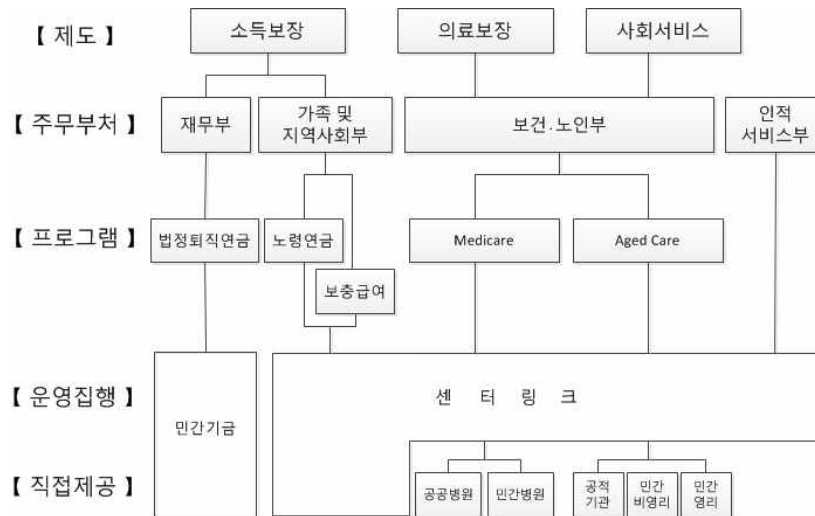 【 제도 】 소득보장 의료보장 사회서비스
【 주무부처 】 재무부 가족 및 지역사회부 보건.노인부 인적 서비스부
【 프로그램 】 법정퇴직연금 노령연금 Medicare Aged Care
보충급여
【 운영집행 】 민간기금 센터링크
【 직접제공 】 공공병원 민간병원 공적 기관 민간 비영리 민간 영리